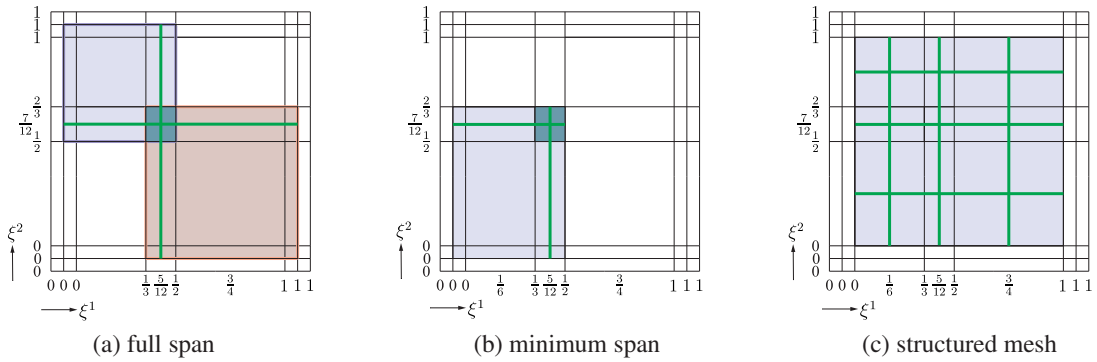 1
1
1
2/3
7/12
1/2
0
0
0
ξ²
0 0 0 1/3 5/12 1/2 3/4 1 1 1
ξ¹
(a) full span
1
1
1
2/3
7/12
1/2
0
0
0
ξ²
0 0 0 1/6 1/3 5/12 1/2 3/4 1 1 1
ξ¹
(b) minimum span
1
1
1
2/3
7/12
1/2
0
0
0
ξ²
0 0 0 1/6 1/3 5/12 1/2 3/4 1 1 1
ξ¹
(c) structured mesh